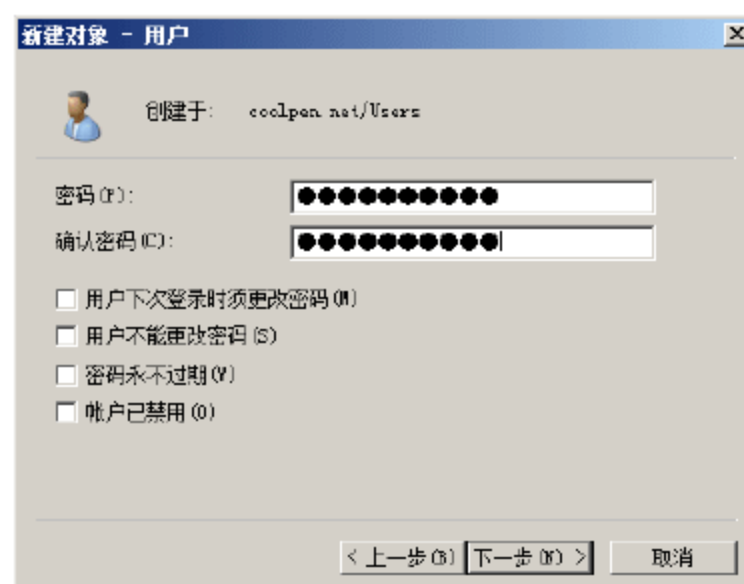 新建对象 - 用户
创建于: coolpen.net/Users
密码(P):
●●●●●●●●●●
确认密码(C):
●●●●●●●●●●
用户下次登录时须更改密码(M)
用户不能更改密码(S)
密码永不过期(W)
帐户已禁用(O)
< 上一步(B) 下一步(N) > 取消